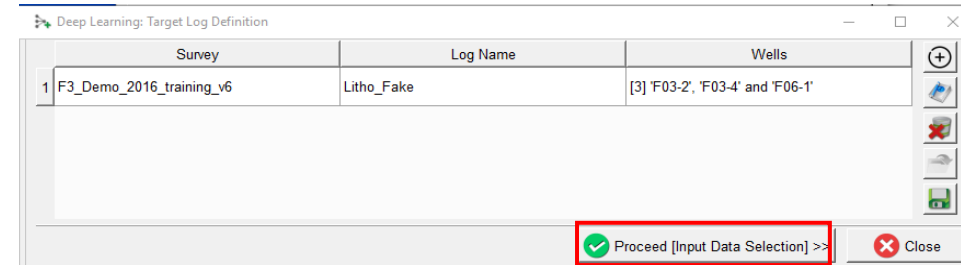 Deep Learning: Target Log Definition
Survey Log Name Wells
1 F3_Demo_2016_training_v6 Litho_Fake [3] 'F03-2', 'F03-4' and 'F06-1'
Proceed [Input Data Selection] >> Close